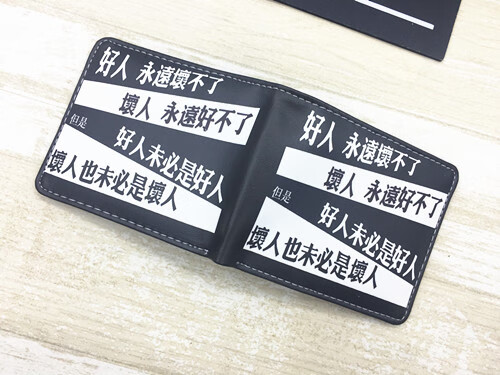 好人 永遠壞不了
壞人 永遠好不了
但是
好人未必是好人
壞人也未必是壞人
好人 永遠壞不了
壞人 永遠好不了
但是
好人未必是好人
壞人也未必是壞人